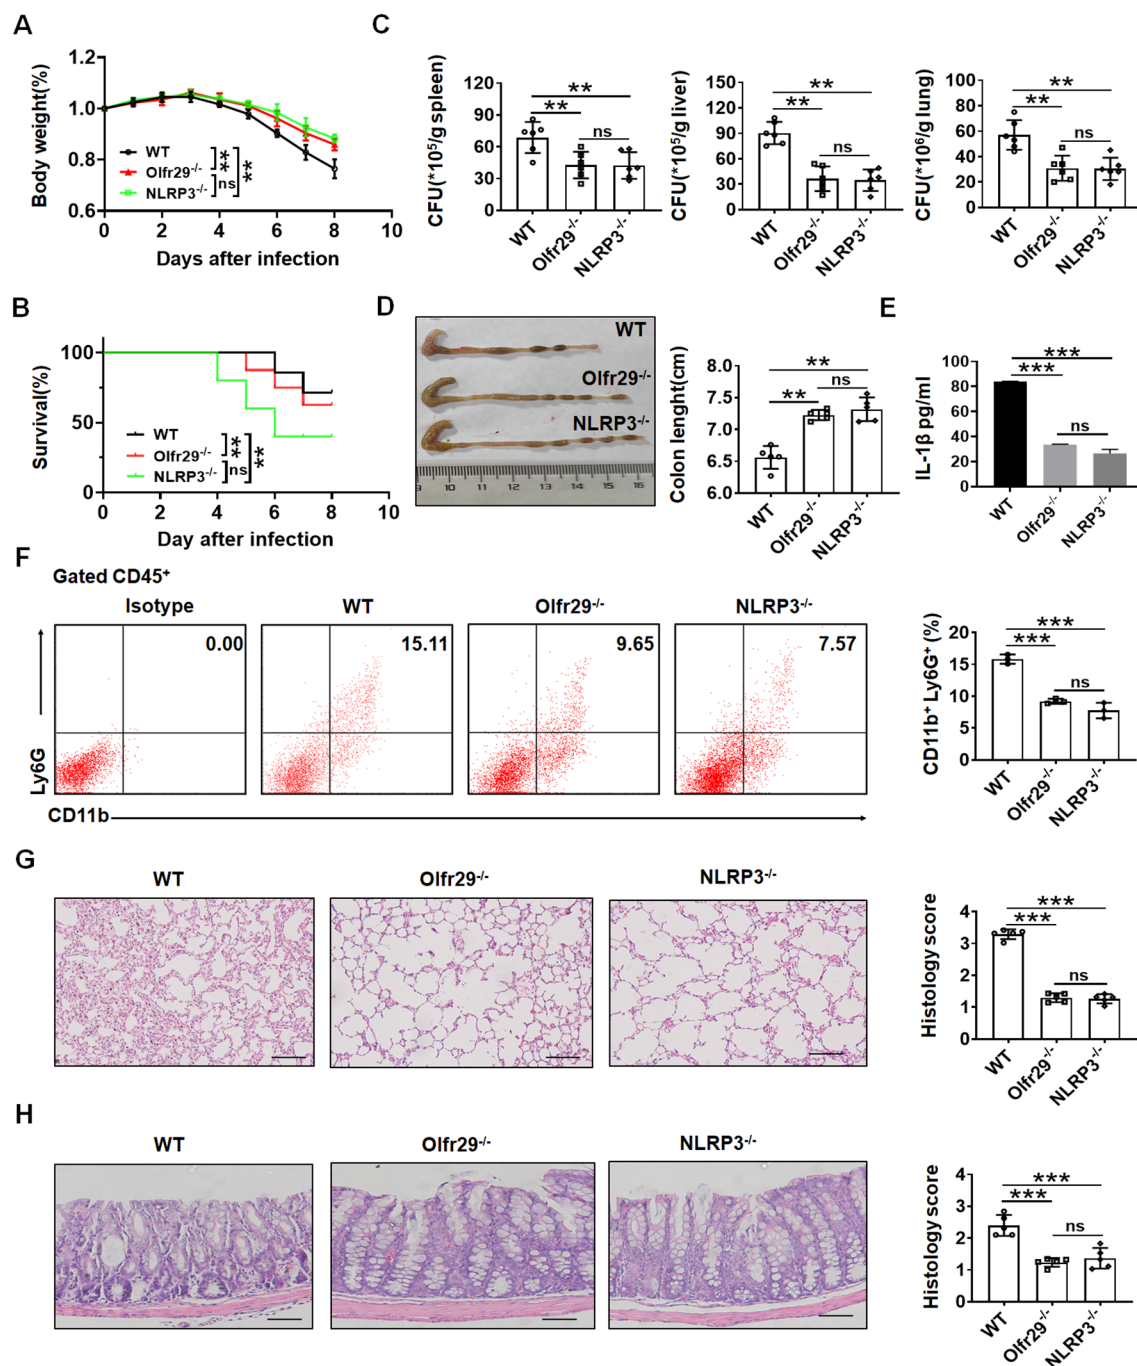 A
Body weight(%)
1.2
1.0
0.8
0.6
WT
Olfr29-/-
NLRP3-/-
**
ns
**
0 2 4 6 8 10
Days after infection
C
CFU(*10^5/g spleen)
120
90
60
30
0
**
**
ns
WT
Olfr29-/-
NLRP3-/-
CFU(*10^5/g liver)
150
120
90
60
30
0
**
**
ns
WT
Olfr29-/-
NLRP3-/-
CFU(*10^6/g lung)
100
80
60
40
20
0
**
**
ns
WT
Olfr29-/-
NLRP3-/-
B
Survival(%)
100
50
0
WT
Olfr29-/-
NLRP3-/-
**
ns
**
0 2 4 6 8 10
Day after infection
D
WT
Olfr29-/-
NLRP3-/-
9 10 11 12 13 14 15 16
Colon lenght(cm)
8.0
7.5
7.0
6.5
6.0
**
**
ns
WT
Olfr29-/-
NLRP3-/-
E
IL-1β pg/ml
100
80
60
40
20
0
***
***
ns
WT
Olfr29-/-
NLRP3-/-
F
Gated CD45+
Isotype
WT
Olfr29-/-
NLRP3-/-
0.00
15.11
9.65
7.57
Ly6G
CD11b
CD11b+ Ly6G+ (%)
20
15
10
5
0
***
***
ns
WT
Olfr29-/-
NLRP3-/-
G
WT
Olfr29-/-
NLRP3-/-
Histology score
4
3
2
1
0
***
***
ns
WT
Olfr29-/-
NLRP3-/-
H
WT
Olfr29-/-
NLRP3-/-
Histology score
4
3
2
1
0
***
***
ns
WT
Olfr29-/-
NLRP3-/-